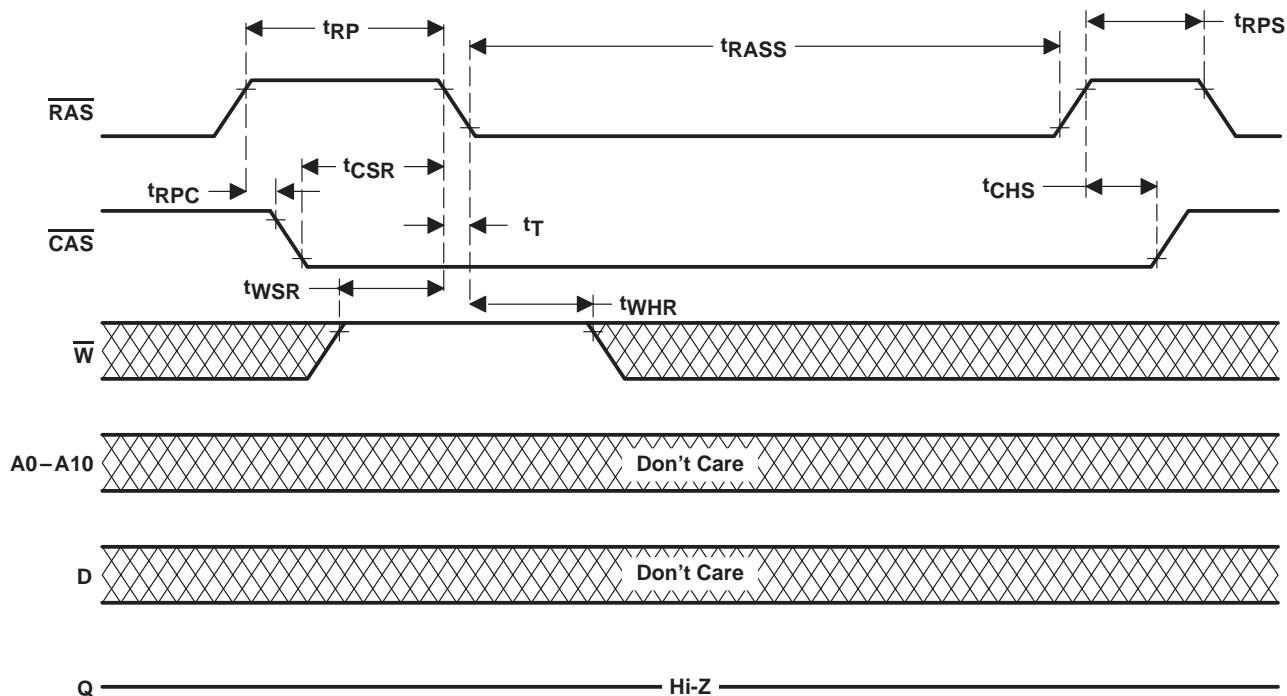 tRP
tRASS
tRPS
RAS
tCSR
tRPC
tCHS
CAS
tT
tWSR
tWHR
W
A0–A10
Don't Care
D
Don't Care
Q
Hi-Z